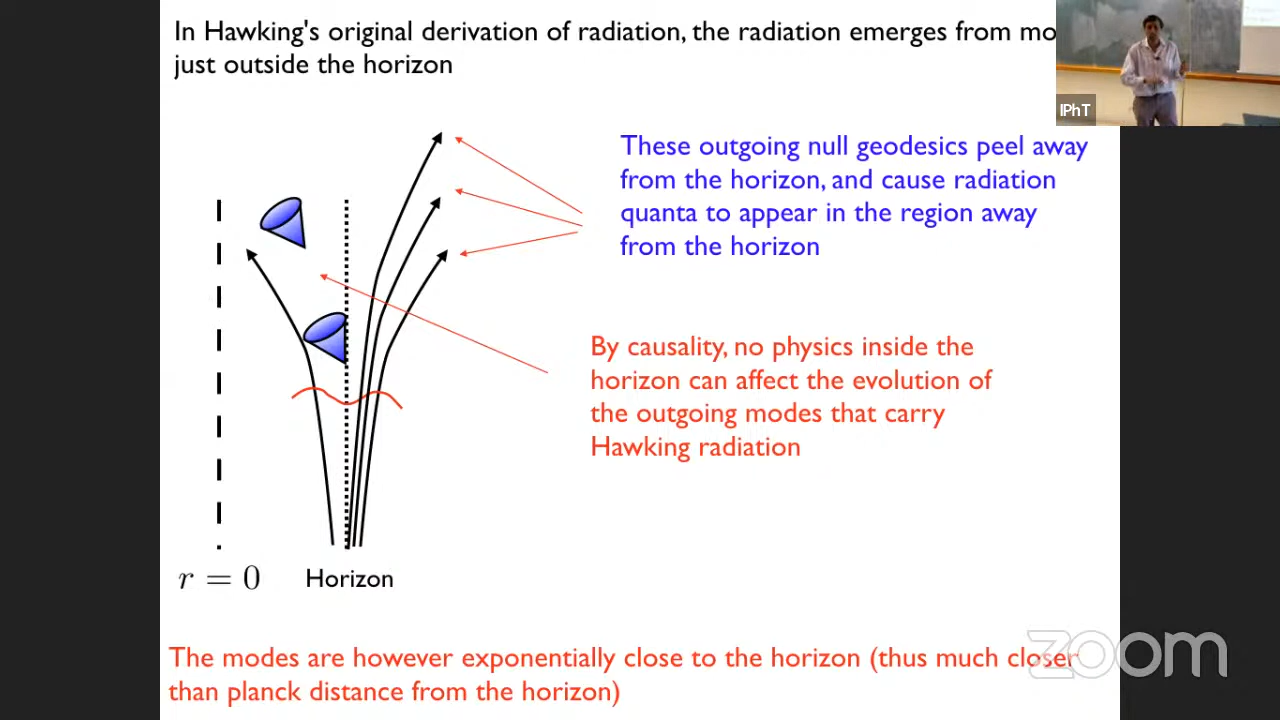 In Hawking's original derivation of radiation, the radiation emerges from
just outside the horizon
IPhT
These outgoing null geodesics peel away
from the horizon, and cause radiation
quanta to appear in the region away
from the horizon
By causality, no physics inside the
horizon can affect the evolution of
the outgoing modes that carry
Hawking radiation
r = 0
Horizon
The modes are however exponentially close to the horizon (thus much closer
than planck distance from the horizon)
zoom